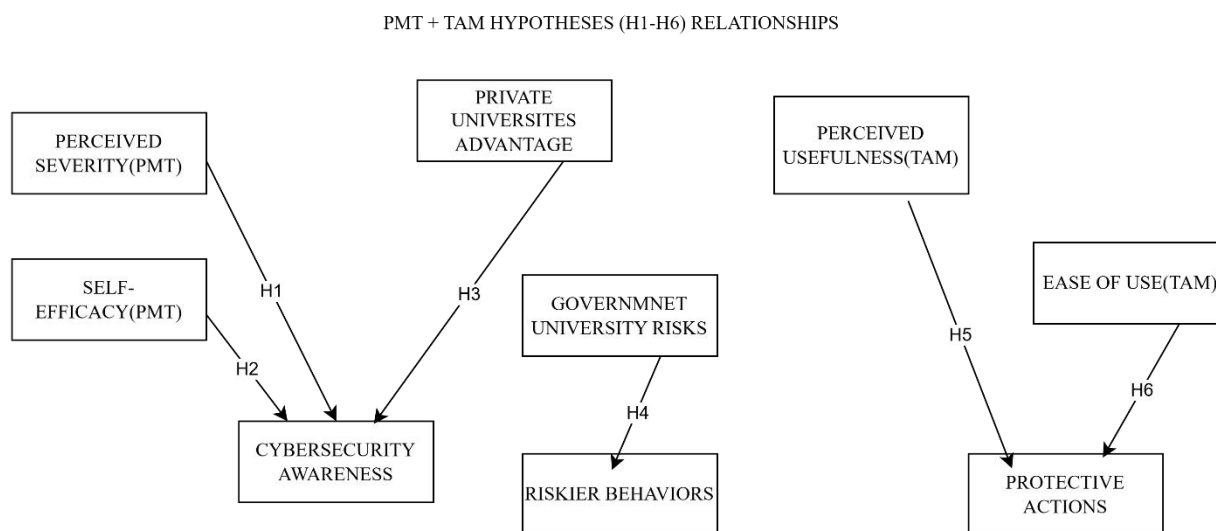 PMT + TAM HYPOTHESES (H1-H6) RELATIONSHIPS
PERCEIVED
SEVERITY(PMT)
PRIVATE
UNIVERSITES
ADVANTAGE
PERCEIVED
USEFULNESS(TAM)
SELF-
EFFICACY(PMT)
H1
H3
GOVERNMNET
UNIVERSITY RISKS
EASE OF USE(TAM)
H5
H2
H4
H6
CYBERSECURITY
AWARENESS
RISKIER BEHAVIORS
PROTECTIVE
ACTIONS